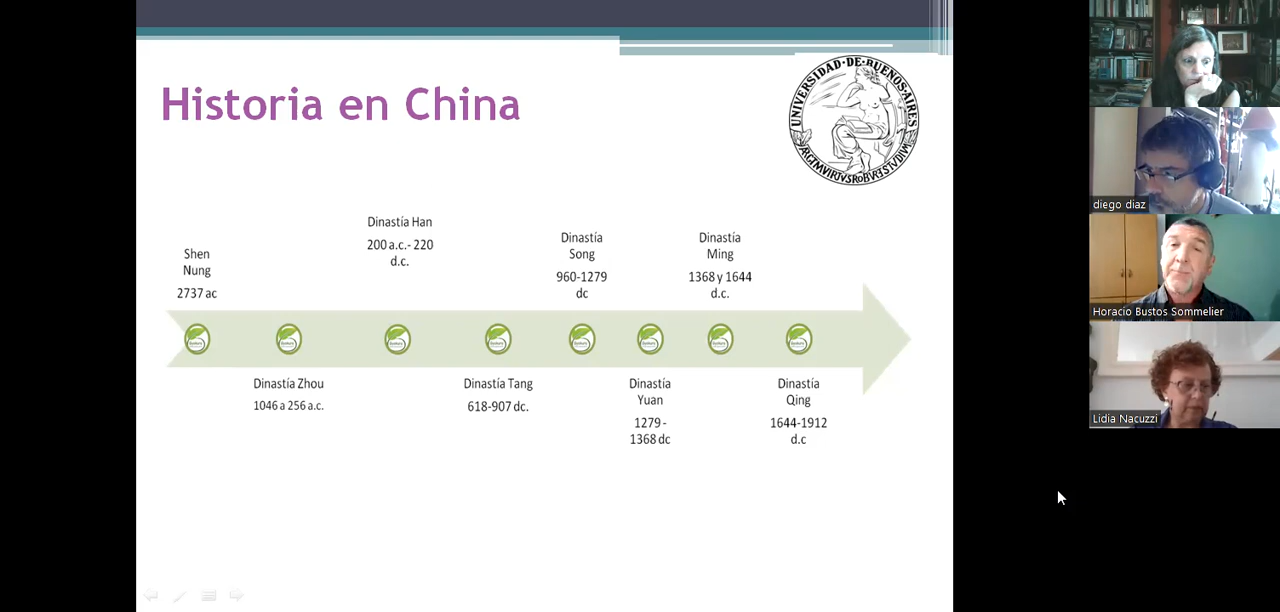 Historia en China
UNIVERSIDAD·DE·BUENOS·AIRES
Shen
Nung
2737 ac
Dinastía Zhou
1046 a 256 a.c.
Dinastía Han
200 a.c.- 220
d.c.
Dinastía Tang
618-907 dc.
Dinastía
Song
960-1279
dc
Dinastía
Yuan
1279 -
1368 dc
Dinastía
Ming
1368 y 1644
d.c.
Dinastía
Qing
1644-1912
d.c
diego diaz
Horacio Bustos Sommelier
Lidia Nacuzzi